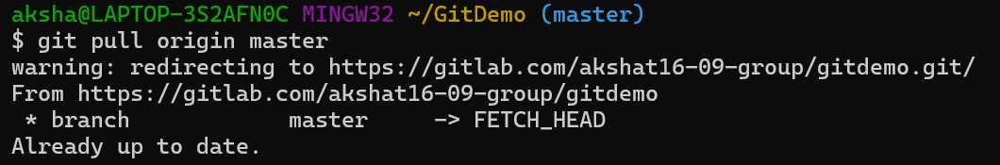 aksha@LAPTOP-3S2AFN0C MINGW32 ~/GitDemo (master)
$ git pull origin master
warning: redirecting to https://gitlab.com/akshat16-09-group/gitdemo.git/
From https://gitlab.com/akshat16-09-group/gitdemo
 * branch            master     -> FETCH_HEAD
Already up to date.